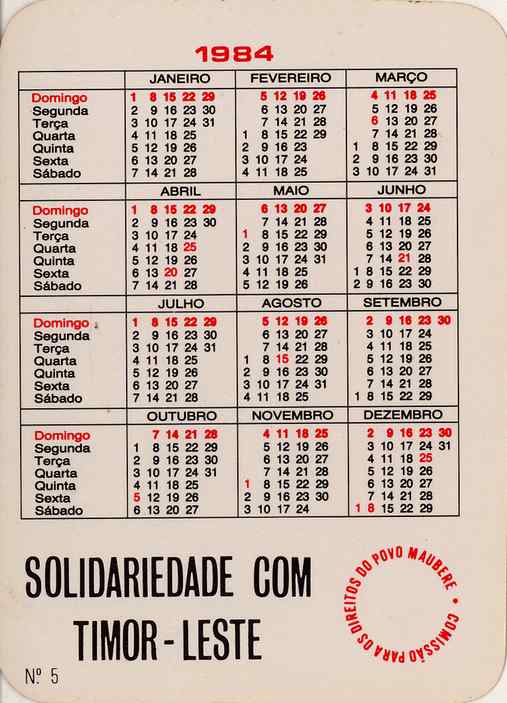 1984
JANEIRO FEVEREIRO MARÇO
Domingo 1 8 15 22 29 5 12 19 26 4 11 18 25
Segunda 2 9 16 23 30 6 13 20 27 5 12 19 26
Terça 3 10 17 24 31 7 14 21 28 6 13 20 27
Quarta 4 11 18 25 1 8 15 22 29 7 14 21 28
Quinta 5 12 19 26 2 9 16 23 1 8 15 22 29
Sexta 6 13 20 27 3 10 17 24 2 9 16 23 30
Sábado 7 14 21 28 4 11 18 25 3 10 17 24 31
ABRIL MAIO JUNHO
Domingo 1 8 15 22 29 6 13 20 27 3 10 17 24
Segunda 2 9 16 23 30 7 14 21 28 4 11 18 25
Terça 3 10 17 24 1 8 15 22 29 5 12 19 26
Quarta 4 11 18 25 2 9 16 23 30 6 13 20 27
Quinta 5 12 19 26 3 10 17 24 31 7 14 21 28
Sexta 6 13 20 27 4 11 18 25 1 8 15 22 29
Sábado 7 14 21 28 5 12 19 26 2 9 16 23 30
JULHO AGOSTO SETEMBRO
Domingo 1 8 15 22 29 5 12 19 26 2 9 16 23 30
Segunda 2 9 16 23 30 6 13 20 27 3 10 17 24
Terça 3 10 17 24 31 7 14 21 28 4 11 18 25
Quarta 4 11 18 25 1 8 15 22 29 5 12 19 26
Quinta 5 12 19 26 2 9 16 23 30 6 13 20 27
Sexta 6 13 20 27 3 10 17 24 31 7 14 21 28
Sábado 7 14 21 28 4 11 18 25 1 8 15 22 29
OUTUBRO NOVEMBRO DEZEMBRO
Domingo 7 14 21 28 4 11 18 25 2 9 16 23 30
Segunda 1 8 15 22 29 5 12 19 26 3 10 17 24 31
Terça 2 9 16 23 30 6 13 20 27 4 11 18 25
Quarta 3 10 17 24 31 7 14 21 28 5 12 19 26
Quinta 4 11 18 25 1 8 15 22 29 6 13 20 27
Sexta 5 12 19 26 2 9 16 23 30 7 14 21 28
Sábado 6 13 20 27 3 10 17 24 1 8 15 22 29
SOLIDARIEDADE COM
TIMOR-LESTE
COMISSÃO PARA OS DIREITOS DO POVO MAUBERE •
Nº 5